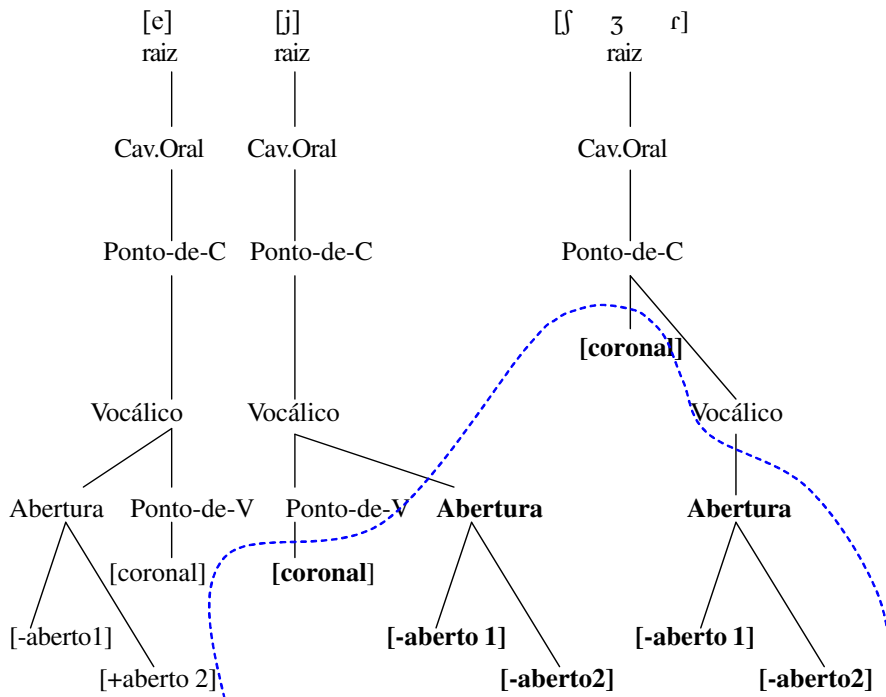 [e] [j] [ʃ ʒ ɾ]
raiz raiz raiz
Cav.Oral Cav.Oral Cav.Oral
Ponto-de-C Ponto-de-C Ponto-de-C
[coronal]
Vocálico Vocálico Vocálico
Abertura Ponto-de-V Ponto-de-V Abertura Abertura
[coronal] [coronal]
[-aberto1] [-aberto 1] [-aberto 1]
[+aberto 2] [-aberto2] [-aberto2]